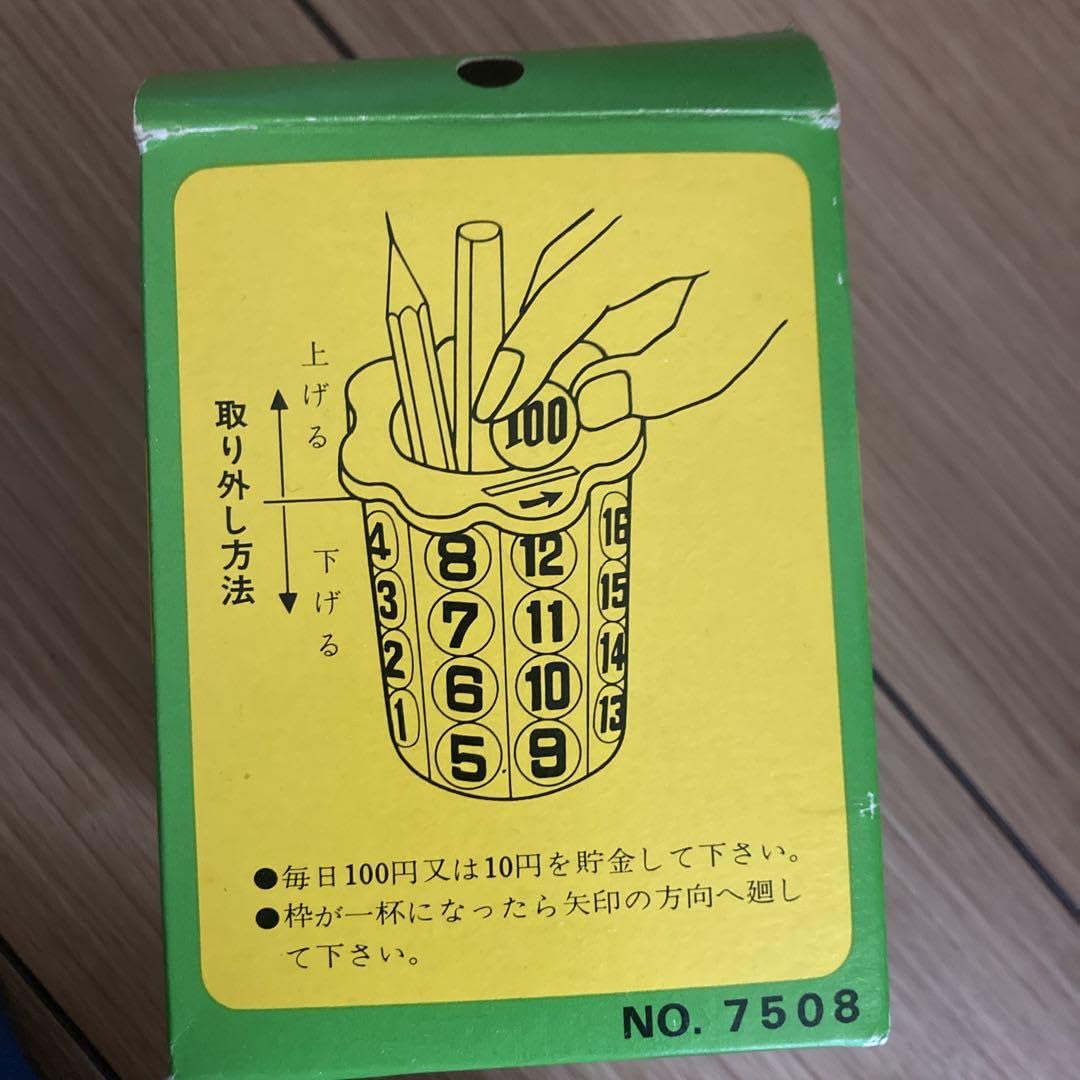 上げる
取り外し方法
下げる
100
4 8 12 16
3 7 11 15
2 6 10 14
1 5 9 13
●毎日100円又は10円を貯金して下さい。
●枠が一杯になったら矢印の方向へ廻し
て下さい。
NO. 7508